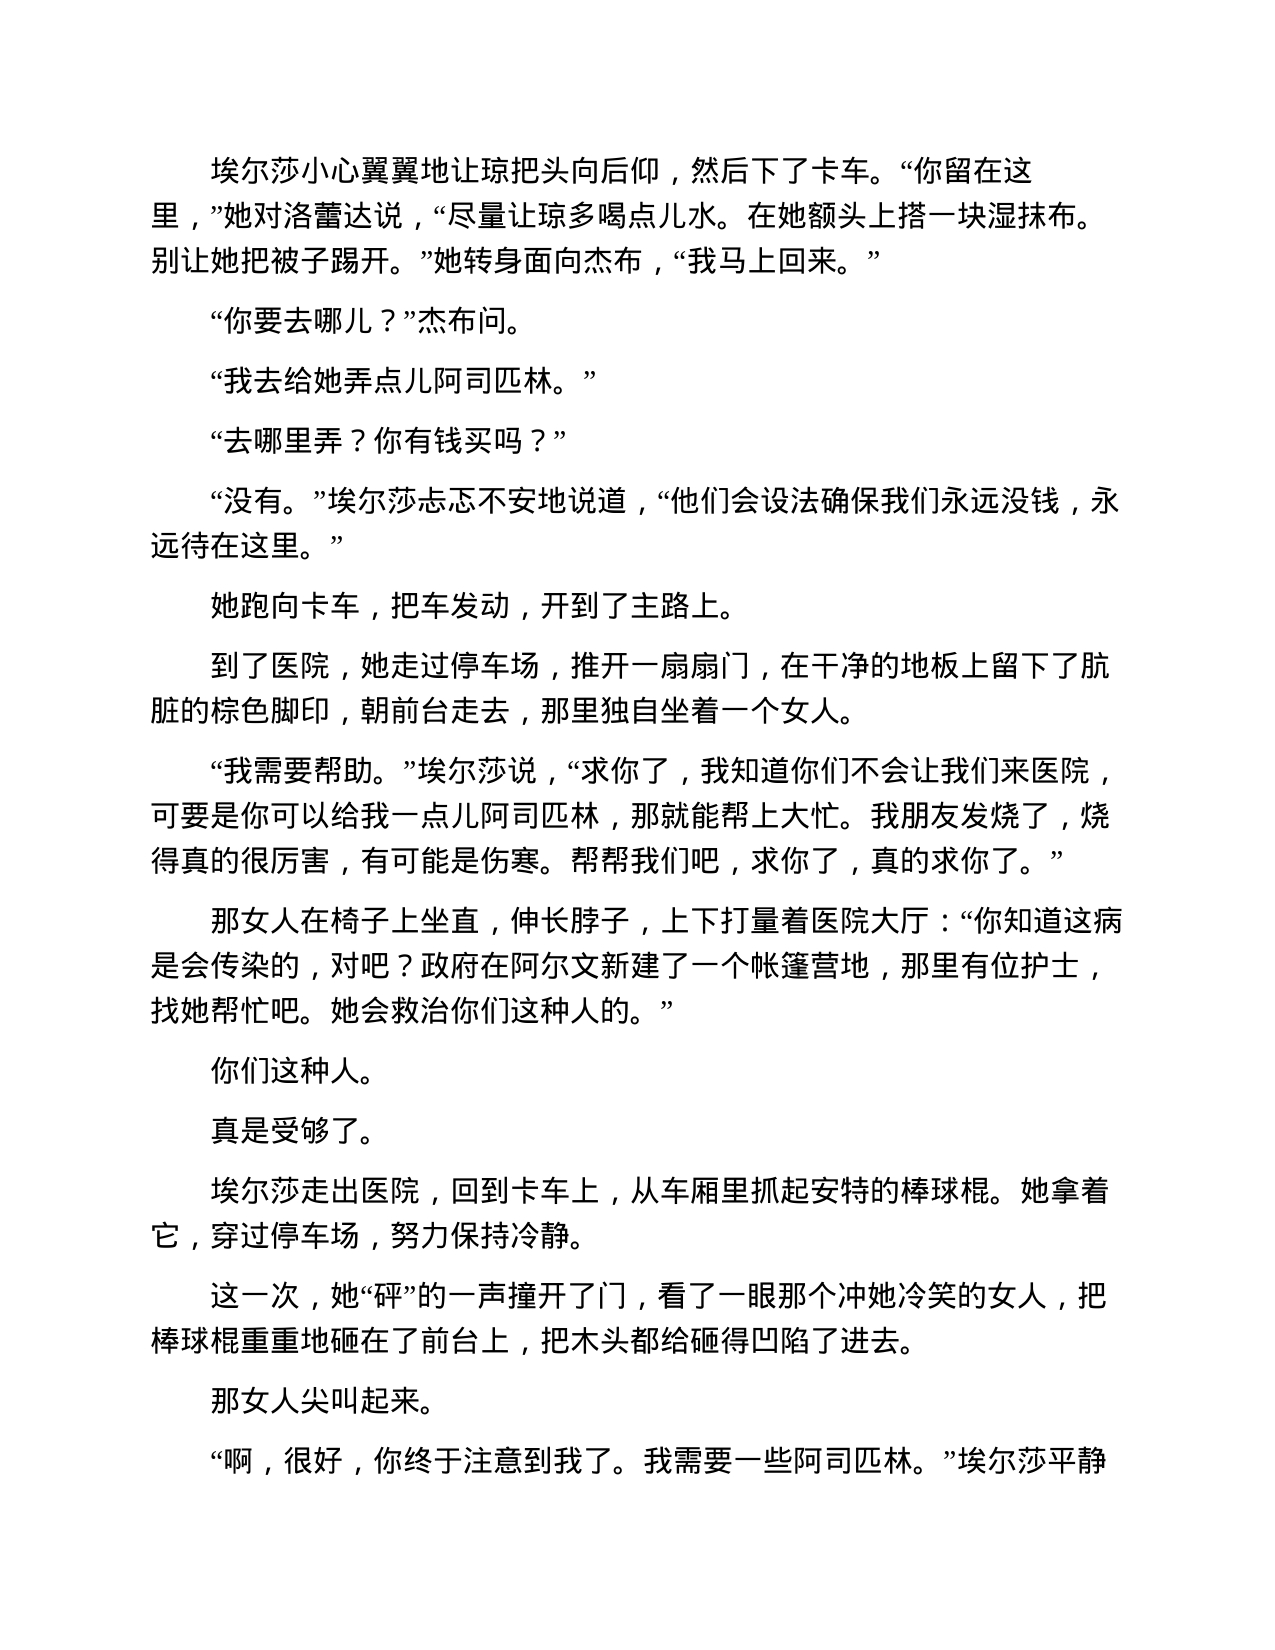 埃尔莎小心翼翼地让琼把头向后仰，然后下了卡车。“你留在这
里，”她对洛蕾达说，“尽量让琼多喝点儿水。在她额头上搭一块湿抹布。
别让她把被子踢开。”她转身面向杰布，“我马上回来。”
“你要去哪儿？”杰布问。
“我去给她弄点儿阿司匹林。”
“去哪里弄？你有钱买吗？”
“没有。”埃尔莎忐忑不安地说道，“他们会设法确保我们永远没钱，永
远待在这里。”
她跑向卡车，把车发动，开到了主路上。
到了医院，她走过停车场，推开一扇扇门，在干净的地板上留下了肮
脏的棕色脚印，朝前台走去，那里独自坐着一个女人。
“我需要帮助。”埃尔莎说，“求你了，我知道你们不会让我们来医院，
可要是你可以给我一点儿阿司匹林，那就能帮上大忙。我朋友发烧了，烧
得真的很厉害，有可能是伤寒。帮帮我们吧，求你了，真的求你了。”
那女人在椅子上坐直，伸长脖子，上下打量着医院大厅：“你知道这病
是会传染的，对吧？政府在阿尔文新建了一个帐篷营地，那里有位护士，
找她帮忙吧。她会救治你们这种人的。”
你们这种人。
真是受够了。
埃尔莎走出医院，回到卡车上，从车厢里抓起安特的棒球棍。她拿着
它，穿过停车场，努力保持冷静。
这一次，她“砰”的一声撞开了门，看了一眼那个冲她冷笑的女人，把
棒球棍重重地砸在了前台上，把木头都给砸得凹陷了进去。
那女人尖叫起来。
“啊，很好，你终于注意到我了。我需要一些阿司匹林。”埃尔莎平静